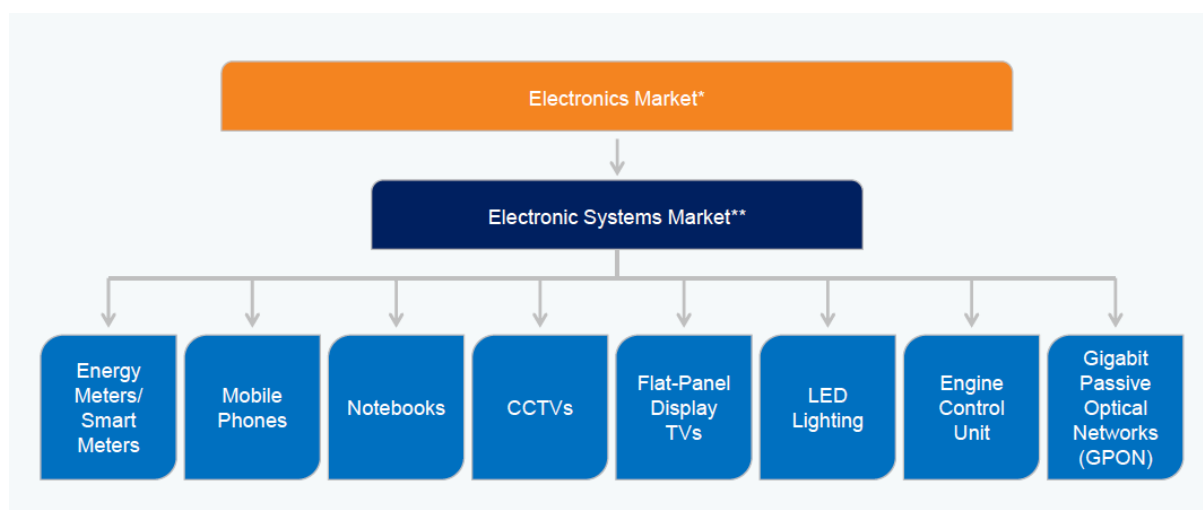 Electronics Market*
Electronic Systems Market**
Energy
Meters/
Smart
Meters
Mobile
Phones
Notebooks
CCTVs
Flat-Panel
Display
TVs
LED
Lighting
Engine
Control
Unit
Gigabit
Passive
Optical
Networks
(GPON)